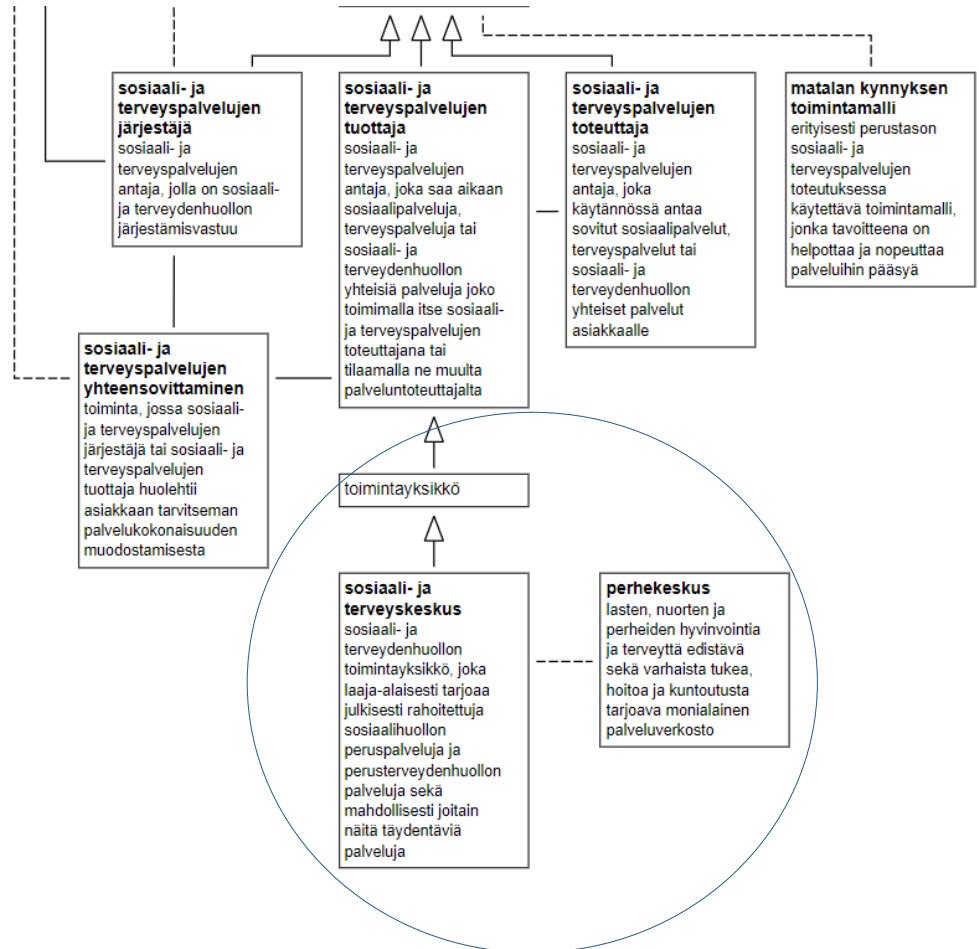 sosiaali- ja
terveyspalvelujen
järjestäjä
sosiaali- ja
terveyspalvelujen
antaja, jolla on sosiaali-
ja terveydenhuollon
järjestämisvastuu
sosiaali- ja
terveyspalvelujen
tuottaja
sosiaali- ja
terveyspalvelujen
antaja, joka saa aikaan
sosiaalipalveluja,
terveyspalveluja tai
sosiaali- ja
terveydenhuollon
yhteisiä palveluja joko
toimimalla itse sosiaali-
ja terveyspalvelujen
toteuttajana tai
tilaamalla ne muulta
palveluntoteuttajalta
sosiaali- ja
terveyspalvelujen
toteuttaja
sosiaali- ja
terveyspalvelujen
antaja, joka
käytännössä antaa
sovitut sosiaalipalvelut,
terveyspalvelut tai
sosiaali- ja
terveydenhuollon
yhteiset palvelut
asiakkaalle
matalan kynnyksen
toimintamalli
erityisesti perustason
sosiaali- ja
terveyspalvelujen
toteutuksessa
käytettävä toimintamalli,
jonka tavoitteena on
helpottaa ja nopeuttaa
palveluihin pääsyä
sosiaali- ja
terveyspalvelujen
yhteensovittaminen
toiminta, jossa sosiaali-
ja terveyspalvelujen
järjestäjä tai sosiaali- ja
terveyspalvelujen
tuottaja huolehtii
asiakkaan tarvitseman
palvelukokonaisuuden
muodostamisesta
toimintayksikkö
sosiaali- ja
terveyskeskus
sosiaali- ja
terveydenhuollon
toimintayksikkö, joka
laaja-alaisesti tarjoaa
julkisesti rahoitettuja
sosiaalihuollon
peruspalveluja ja
perusterveydenhuollon
palveluja sekä
mahdollisesti joitain
näitä täydentäviä
palveluja
perhekeskus
lasten, nuorten ja
perheiden hyvinvointia
ja terveyttä edistävä
sekä varhaista tukea,
hoitoa ja kuntoutusta
tarjoava monialainen
palveluverkosto